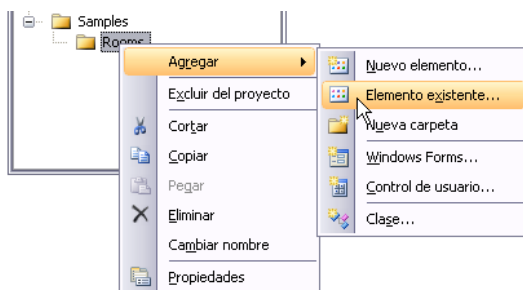 Samples
Rooms
Agregar
Excluir del proyecto
Cortar
Copiar
Pegar
Eliminar
Cambiar nombre
Propiedades
Nuevo elemento...
Elemento existente...
Nueva carpeta
Windows Forms...
Control de usuario...
Clase...